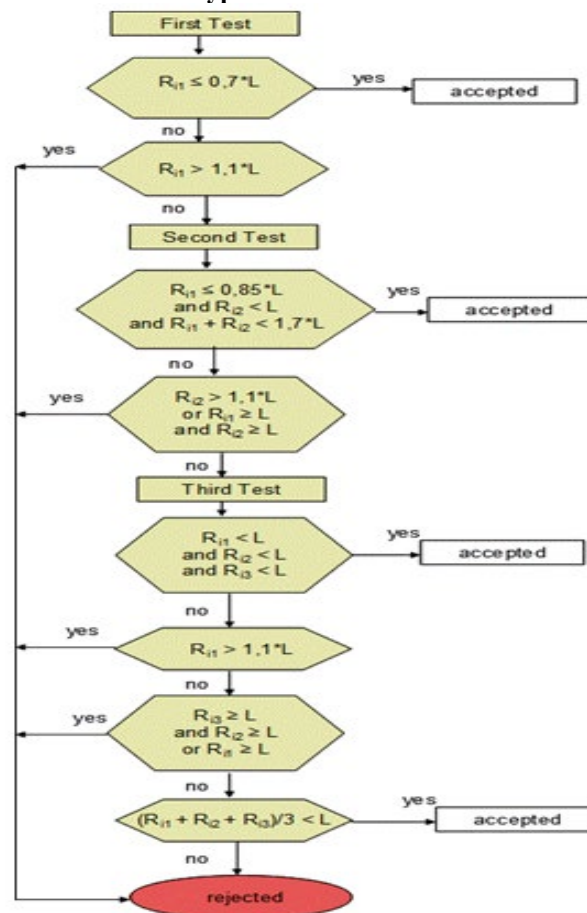 First Test
Ri1 ≤ 0,7*L
yes
accepted
no
yes
Ri1 > 1,1*L
no
Second Test
Ri1 ≤ 0,85*L
and Ri2 < L
and Ri1 + Ri2 < 1,7*L
yes
accepted
no
yes
Ri2 > 1,1*L
or Ri1 ≥ L
and Ri2 ≥ L
no
Third Test
Ri1 < L
and Ri2 < L
and Ri3 < L
yes
accepted
no
yes
Ri1 > 1,1*L
no
yes
Ri3 ≥ L
and Ri2 ≥ L
or Ri1 ≥ L
no
(Ri1 + Ri2 + Ri3)/3 < L
yes
accepted
no
rejected